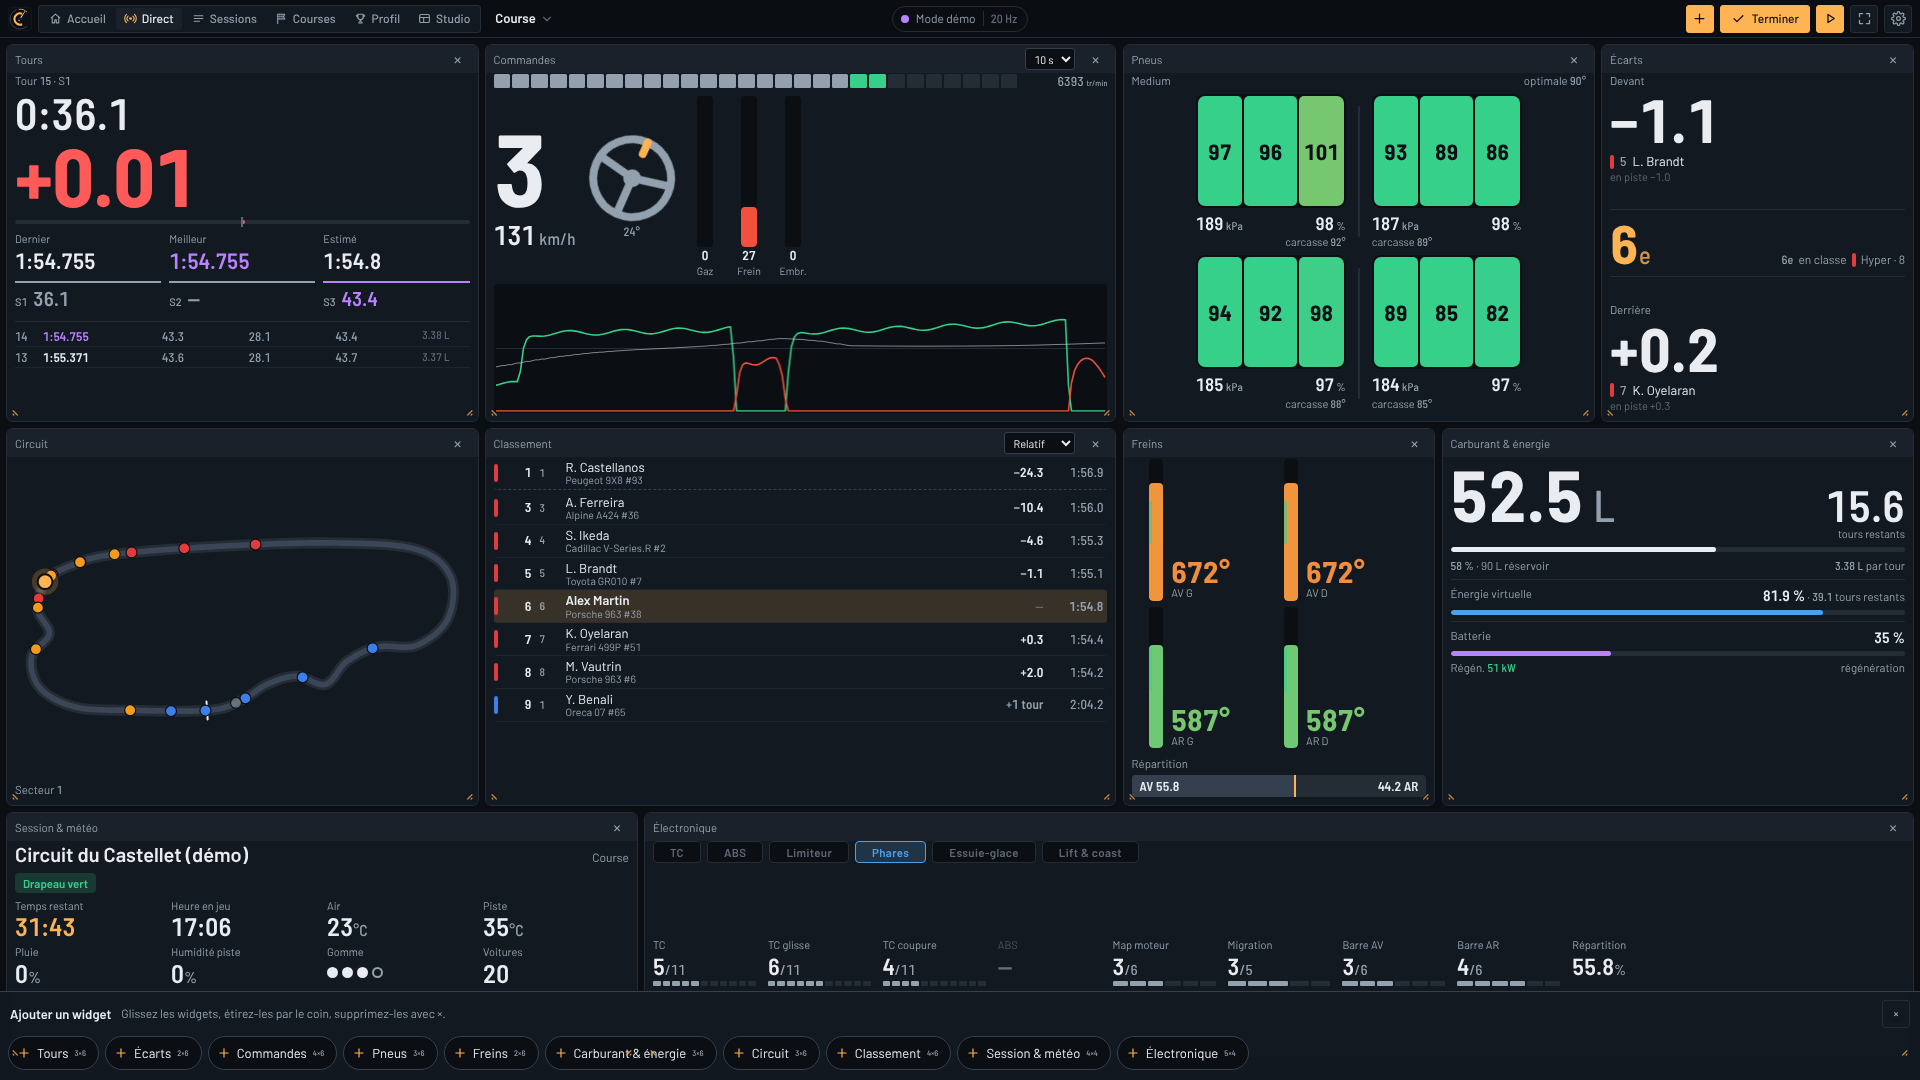 Accueil
Direct
Sessions
Courses
Profil
Studio
Course
Mode démo
20 Hz
Terminer
Tours
Tour 15 · S1
0:36.1
+0.01
Dernier
Meilleur
Estimé
1:54.755
1:54.755
1:54.8
S1 36.1
S2 —
S3 43.4
14 1:54.755 43.3 28.1 43.4 3.38 L
13 1:55.371 43.6 28.1 43.7 3.37 L
Commandes
10 s
6393 tr/min
3
131 km/h
24°
0
27
0
Gaz
Frein
Embr.
Pneus
Medium
optimale 90°
97 96 101
93 89 86
189 kPa 98 %
187 kPa 98 %
carcasse 92°
carcasse 89°
94 92 98
89 85 82
185 kPa 97 %
184 kPa 97 %
carcasse 88°
carcasse 85°
Écarts
Devant
−1.1
5 L. Brandt
en piste −1.0
6e
6e en classe Hyper · 8
Derrière
+0.2
7 K. Oyelaran
en piste +0.3
Circuit
Secteur 1
Classement
Relatif
1 1 R. Castellanos −24.3 1:56.9
Peugeot 9X8 #93
3 3 A. Ferreira −10.4 1:56.0
Alpine A424 #36
4 4 S. Ikeda −4.6 1:55.3
Cadillac V-Series.R #2
5 5 L. Brandt −1.1 1:55.1
Toyota GR010 #7
6 6 Alex Martin — 1:54.8
Porsche 963 #38
7 7 K. Oyelaran +0.3 1:54.4
Ferrari 499P #51
8 8 M. Vautrin +2.0 1:54.2
Porsche 963 #6
9 1 Y. Benali +1 tour 2:04.2
Oreca 07 #65
Freins
672°
AV G
672°
AV D
587°
AR G
587°
AR D
Répartition
AV 55.8
44.2 AR
Carburant & énergie
52.5 L
15.6
tours restants
58 % · 90 L réservoir
3.38 L par tour
Énergie virtuelle
81.9 % · 39.1 tours restants
Batterie
35 %
Régén. 51 kW
régénération
Session & météo
Circuit du Castellet (démo)
Course
Drapeau vert
Temps restant
Heure en jeu
Air
Piste
31:43
17:06
23°C
35°C
Pluie
Humidité piste
Gomme
Voitures
0%
0%
20
Électronique
TC
ABS
Limiteur
Phares
Essuie-glace
Lift & coast
TC
TC glisse
TC coupure
ABS
Map moteur
Migration
Barre AV
Barre AR
Répartition
5/11
6/11
4/11
—
3/6
3/5
3/6
4/6
55.8%
Ajouter un widget
Glissez les widgets, étirez-les par le coin, supprimez-les avec ×.
+ Tours 3×6
+ Écarts 2×6
+ Commandes 4×6
+ Pneus 3×6
+ Freins 2×6
+ Carburant & énergie 3×6
+ Circuit 3×6
+ Classement 4×6
+ Session & météo 4×4
+ Électronique 5×4